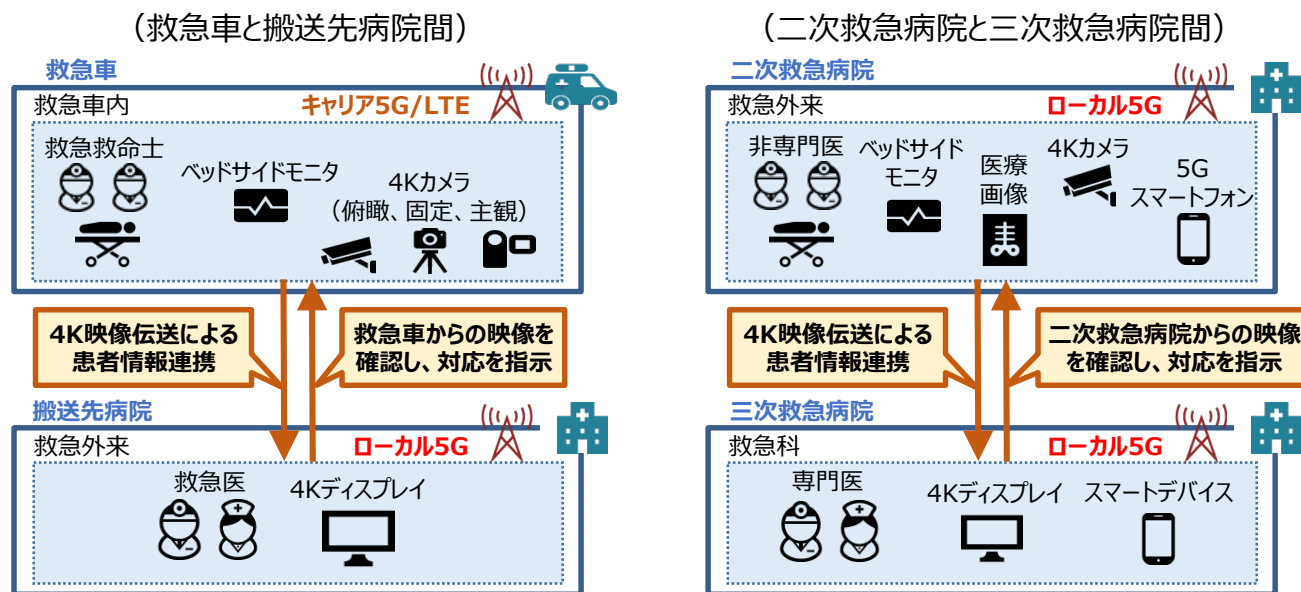 （救急車と搬送先病院間）
救急車
救急車内
キャリア5G/LTE
救急救命士
ベッドサイドモニタ
4Kカメラ
（俯瞰、固定、主観）
4K映像伝送による
患者情報連携
救急車からの映像を
確認し、対応を指示
搬送先病院
救急外来
ローカル5G
救急医
4Kディスプレイ
（二次救急病院と三次救急病院間）
二次救急病院
救急外来
ローカル5G
非専門医
ベッドサイド
モニタ
医療
画像
4Kカメラ
5G
スマートフォン
4K映像伝送による
患者情報連携
二次救急病院からの映像
を確認し、対応を指示
三次救急病院
救急科
ローカル5G
専門医
4Kディスプレイ
スマートデバイス